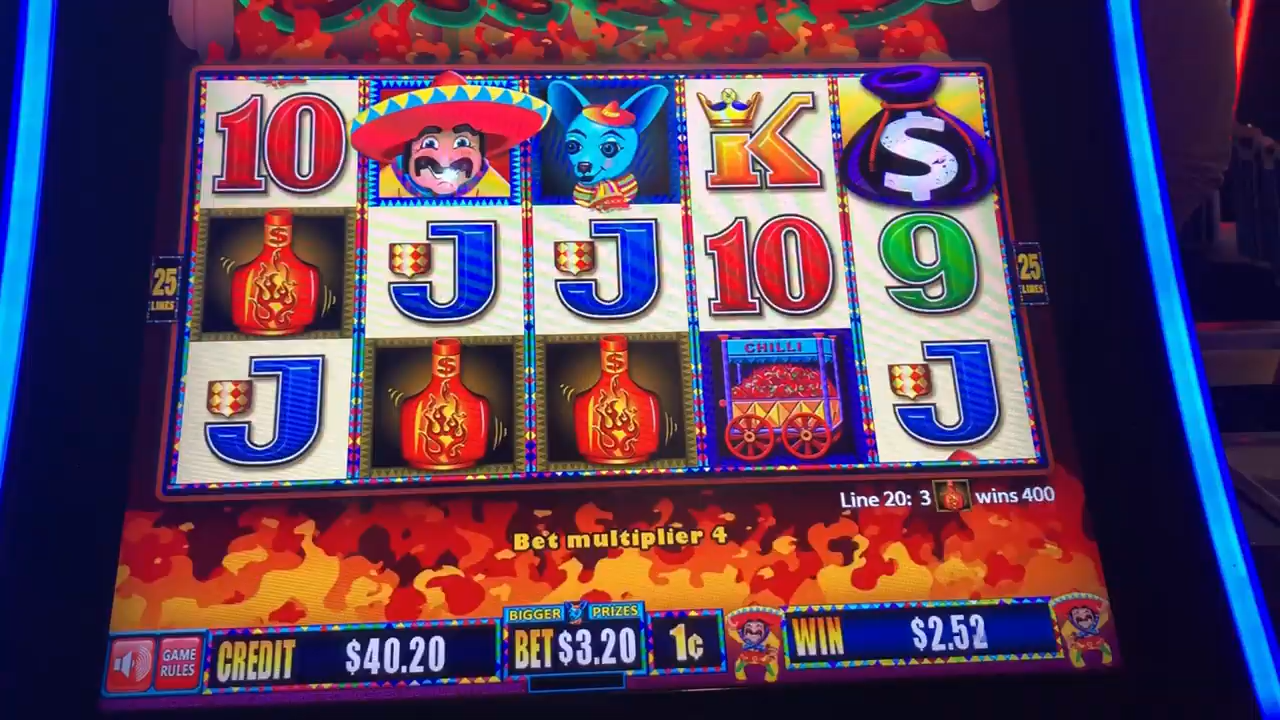 10 K $
$ J J 10 9
25 LINES
25 LINES
J $ $ CHILLI J
Line 20: 3 wins 400
Bet multiplier 4
BIGGER PRIZES
GAME RULES
CREDIT $40.20 BET $3.20 1¢ WIN $2.52